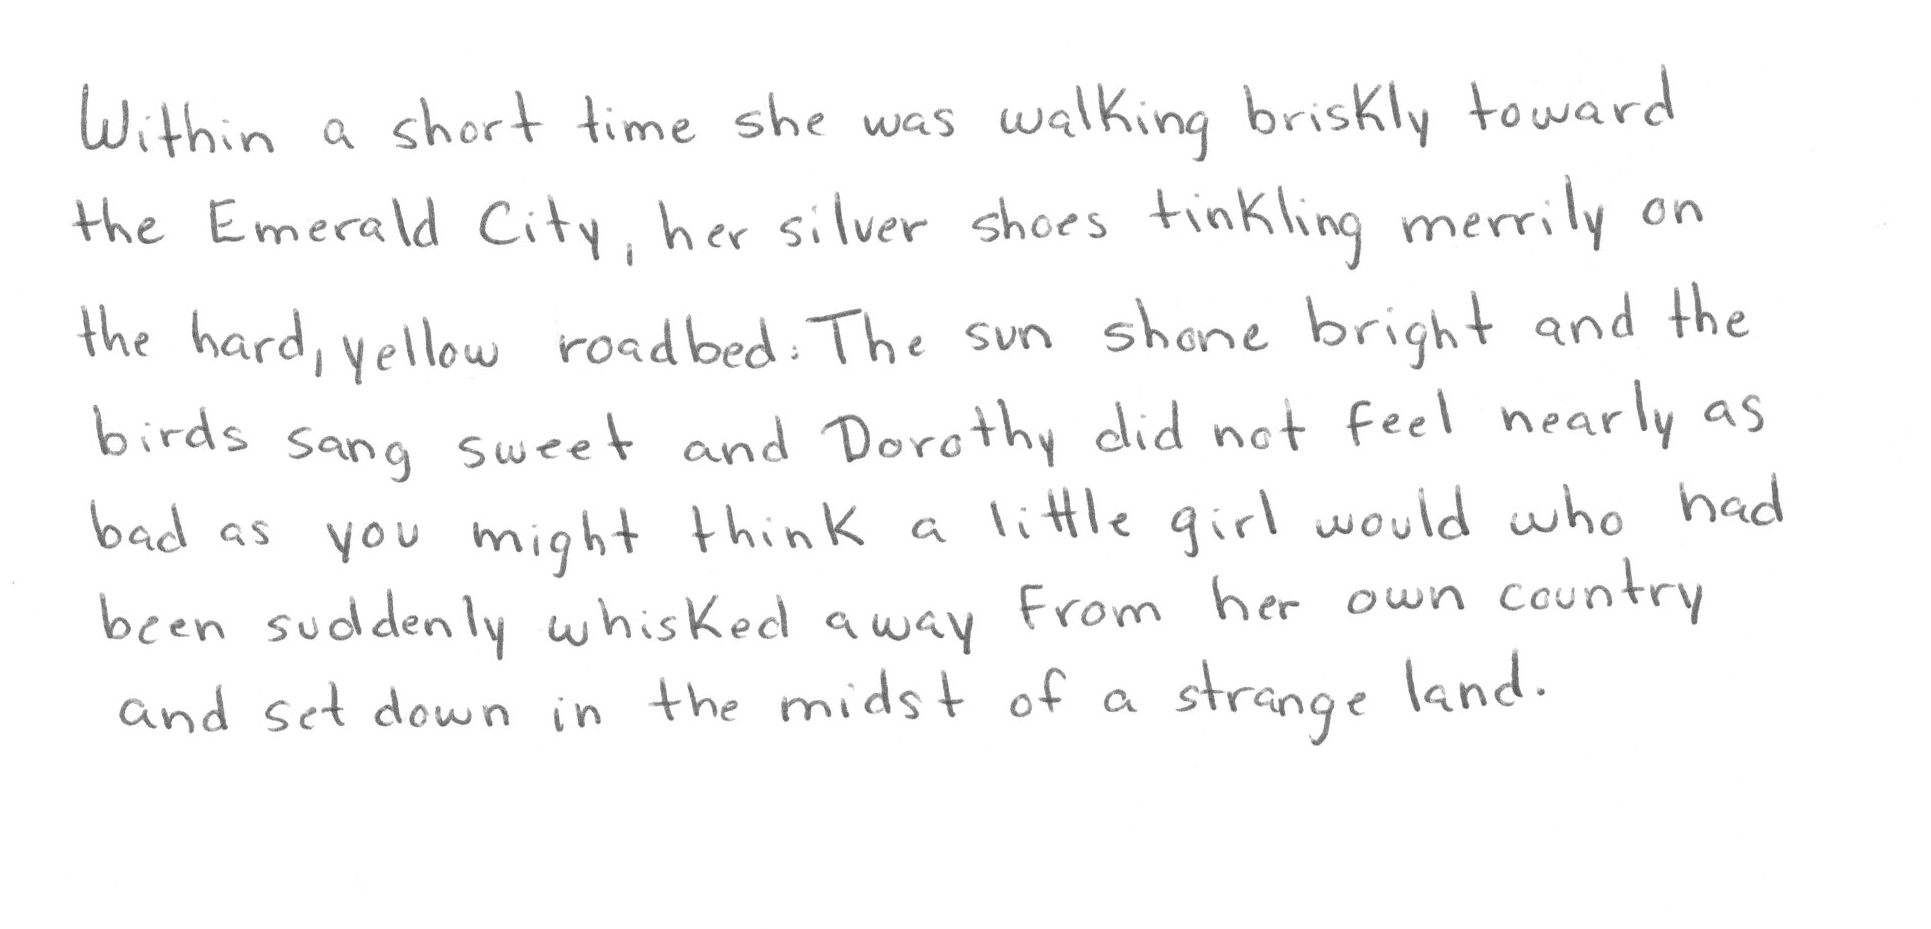 Within a short time she was walking briskly toward
the Emerald City, her silver shoes tinkling merrily on
the hard, yellow roadbed. The sun shone bright and the
birds sang sweet and Dorothy did not feel nearly as
bad as you might think a little girl would who had
been suddenly whisked away from her own country
and set down in the midst of a strange land.